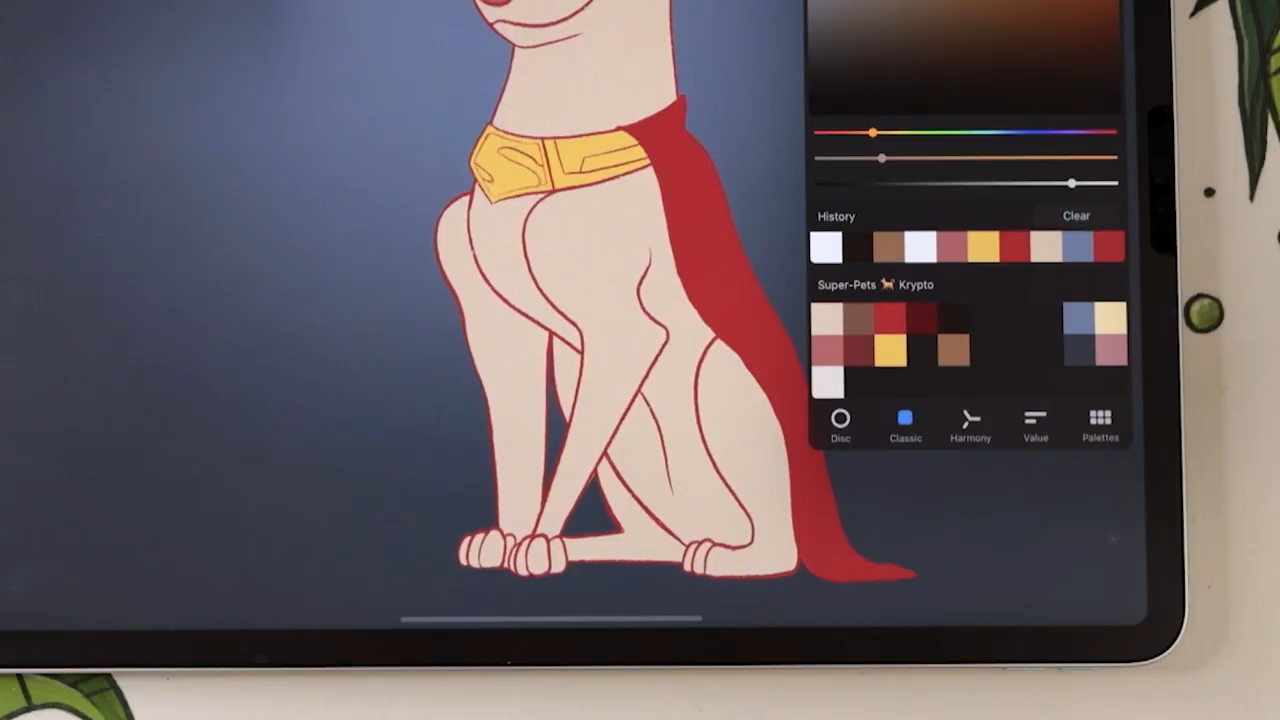 History Clear
Super-Pets 🐕 Krypto
Disc Classic Harmony Value Palettes